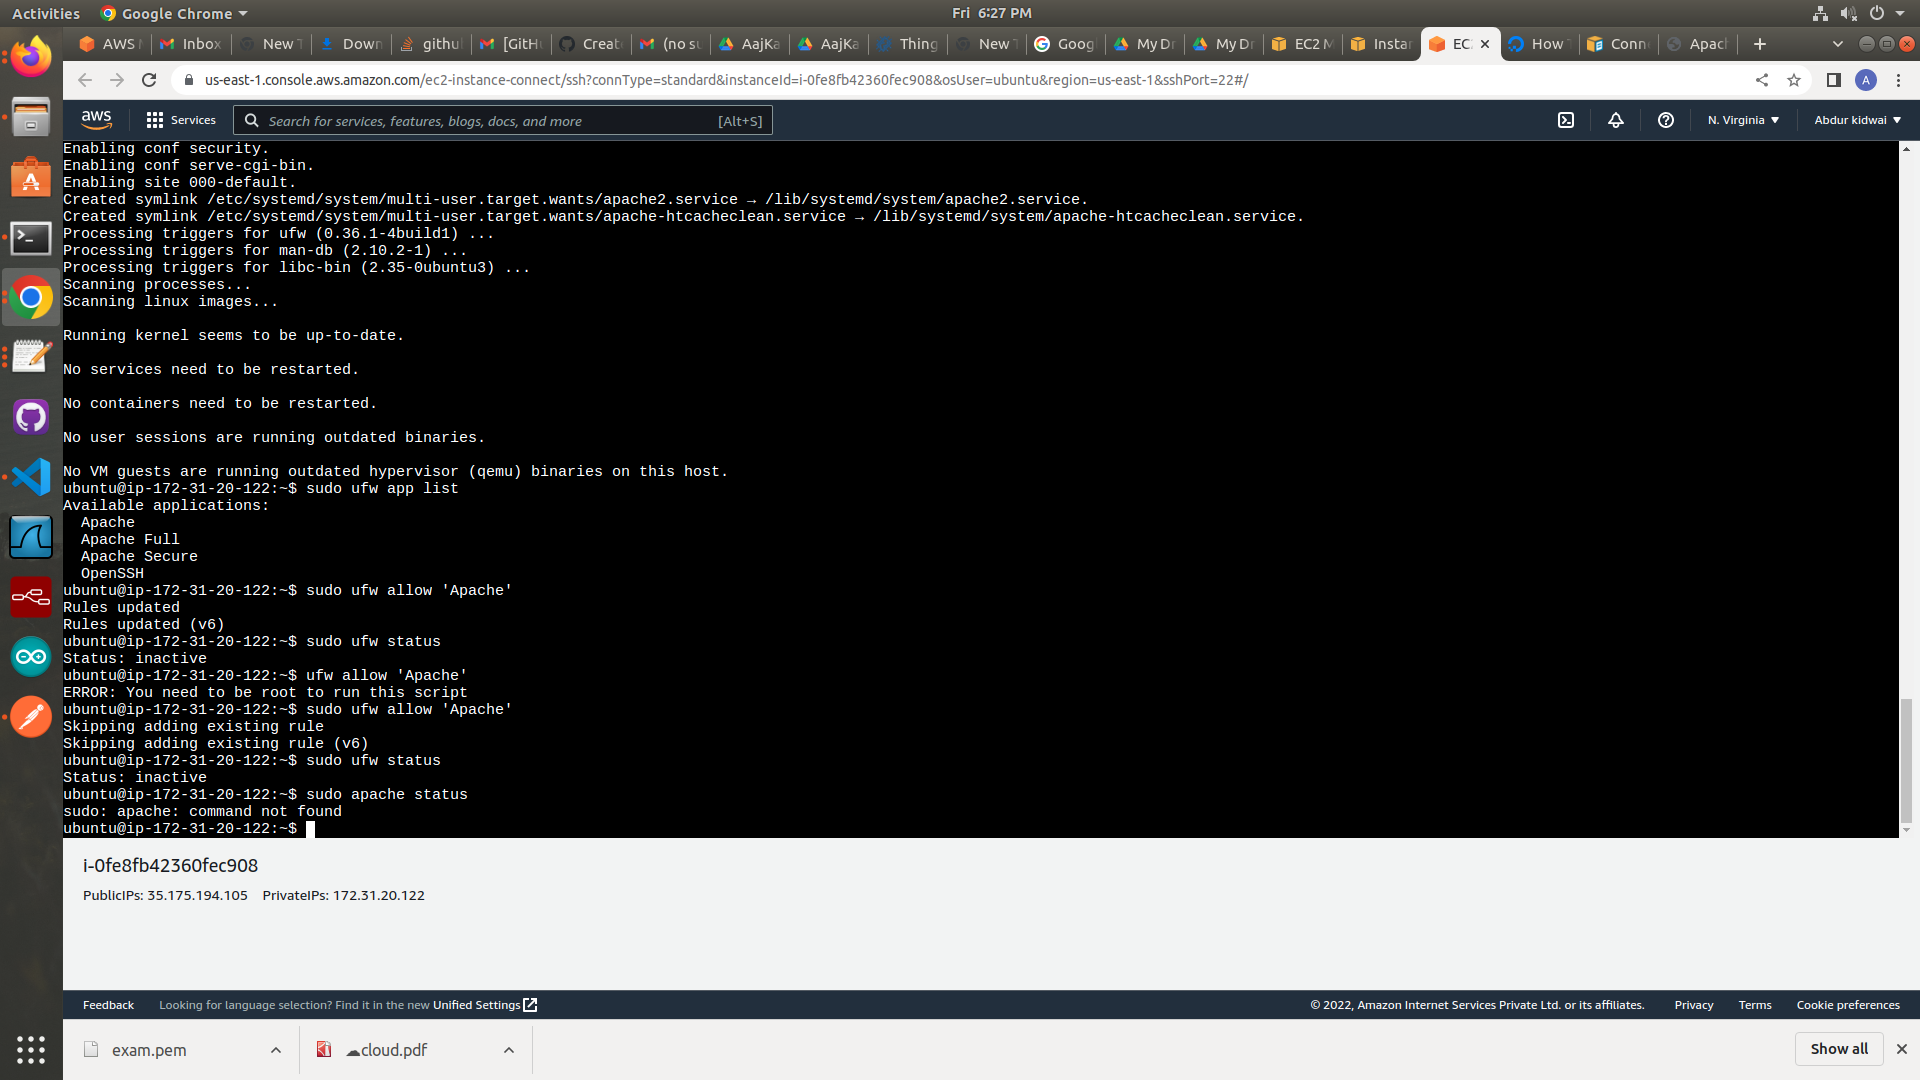 Activities
Google Chrome
Fri 6:27 PM
AWS
Inbox
New T
Down
githu
[GitH
Create
(no su
AajKa
AajKa
Thing
New T
Goog
My Dr
My Dr
EC2 M
Instan
EC2
How T
Conn
Apach
us-east-1.console.aws.amazon.com/ec2-instance-connect/ssh?connType=standard&instanceId=i-0fe8fb42360fec908&osUser=ubuntu&region=us-east-1&sshPort=22#/
A
aws
Services
Search for services, features, blogs, docs, and more
[Alt+S]
N. Virginia
Abdur kidwai
Enabling conf security.
Enabling conf serve-cgi-bin.
Enabling site 000-default.
Created symlink /etc/systemd/system/multi-user.target.wants/apache2.service → /lib/systemd/system/apache2.service.
Created symlink /etc/systemd/system/multi-user.target.wants/apache-htcacheclean.service → /lib/systemd/system/apache-htcacheclean.service.
Processing triggers for ufw (0.36.1-4build1) ...
Processing triggers for man-db (2.10.2-1) ...
Processing triggers for libc-bin (2.35-0ubuntu3) ...
Scanning processes...
Scanning linux images...
Running kernel seems to be up-to-date.
No services need to be restarted.
No containers need to be restarted.
No user sessions are running outdated binaries.
No VM guests are running outdated hypervisor (qemu) binaries on this host.
ubuntu@ip-172-31-20-122:~$ sudo ufw app list
Available applications:
Apache
Apache Full
Apache Secure
OpenSSH
ubuntu@ip-172-31-20-122:~$ sudo ufw allow 'Apache'
Rules updated
Rules updated (v6)
ubuntu@ip-172-31-20-122:~$ sudo ufw status
Status: inactive
ubuntu@ip-172-31-20-122:~$ ufw allow 'Apache'
ERROR: You need to be root to run this script
ubuntu@ip-172-31-20-122:~$ sudo ufw allow 'Apache'
Skipping adding existing rule
Skipping adding existing rule (v6)
ubuntu@ip-172-31-20-122:~$ sudo ufw status
Status: inactive
ubuntu@ip-172-31-20-122:~$ sudo apache status
sudo: apache: command not found
ubuntu@ip-172-31-20-122:~$
i-0fe8fb42360fec908
PublicIPs: 35.175.194.105 PrivateIPs: 172.31.20.122
Feedback
Looking for language selection? Find it in the new Unified Settings
© 2022, Amazon Internet Services Private Ltd. or its affiliates.
Privacy
Terms
Cookie preferences
exam.pem
☁cloud.pdf
Show all